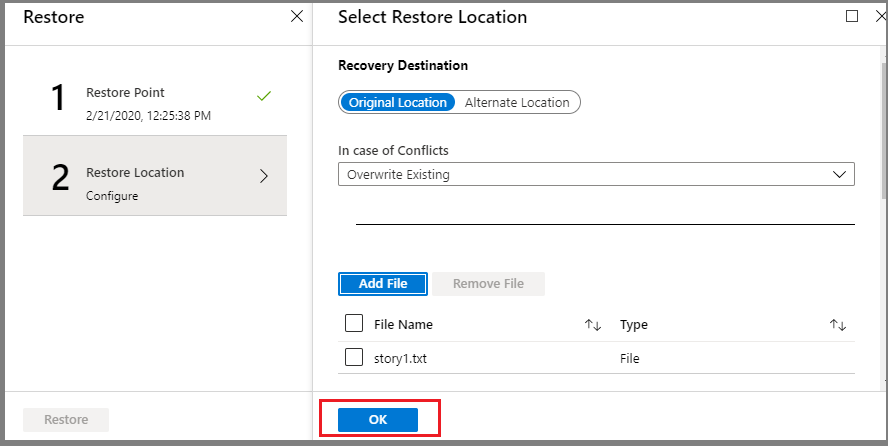 Restore
1
Restore Point
2/21/2020, 12:25:38 PM
2
Restore Location
Configure
Restore
Select Restore Location
Recovery Destination
Original Location Alternate Location
In case of Conflicts
Overwrite Existing
Add File Remove File
File Name Type
story1.txt File
OK